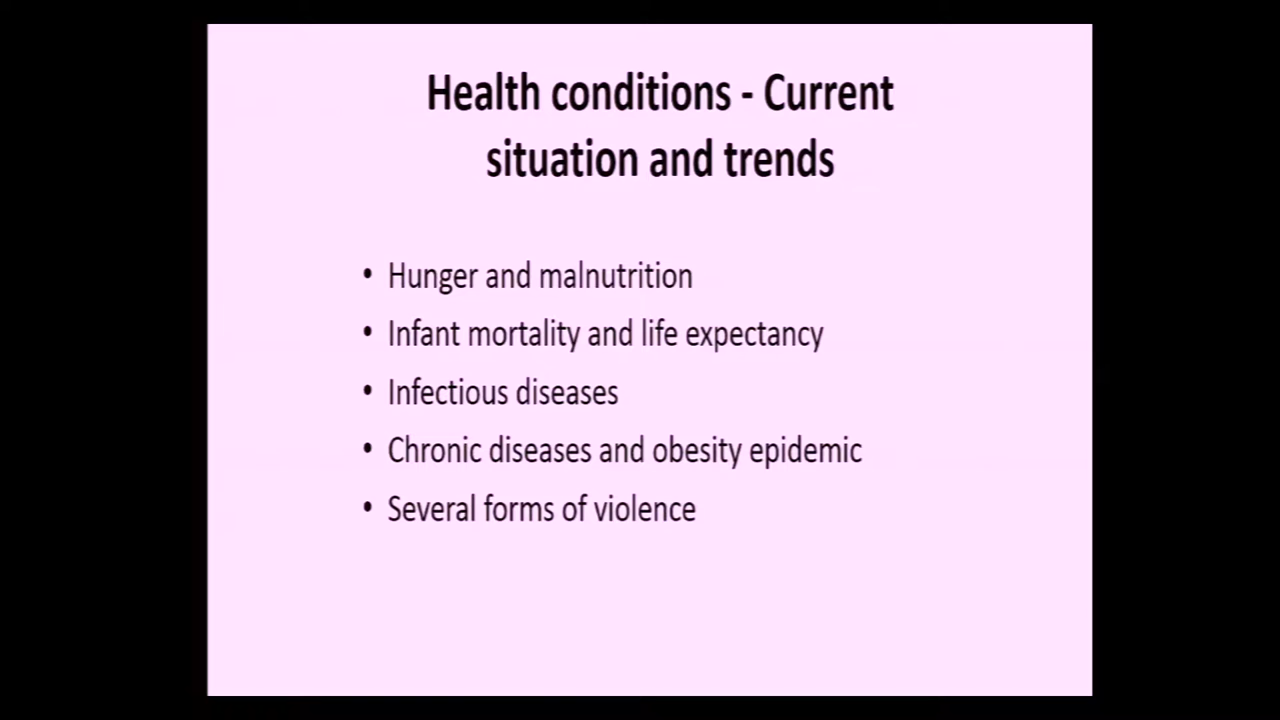 Health conditions - Current
situation and trends
• Hunger and malnutrition
• Infant mortality and life expectancy
• Infectious diseases
• Chronic diseases and obesity epidemic
• Several forms of violence